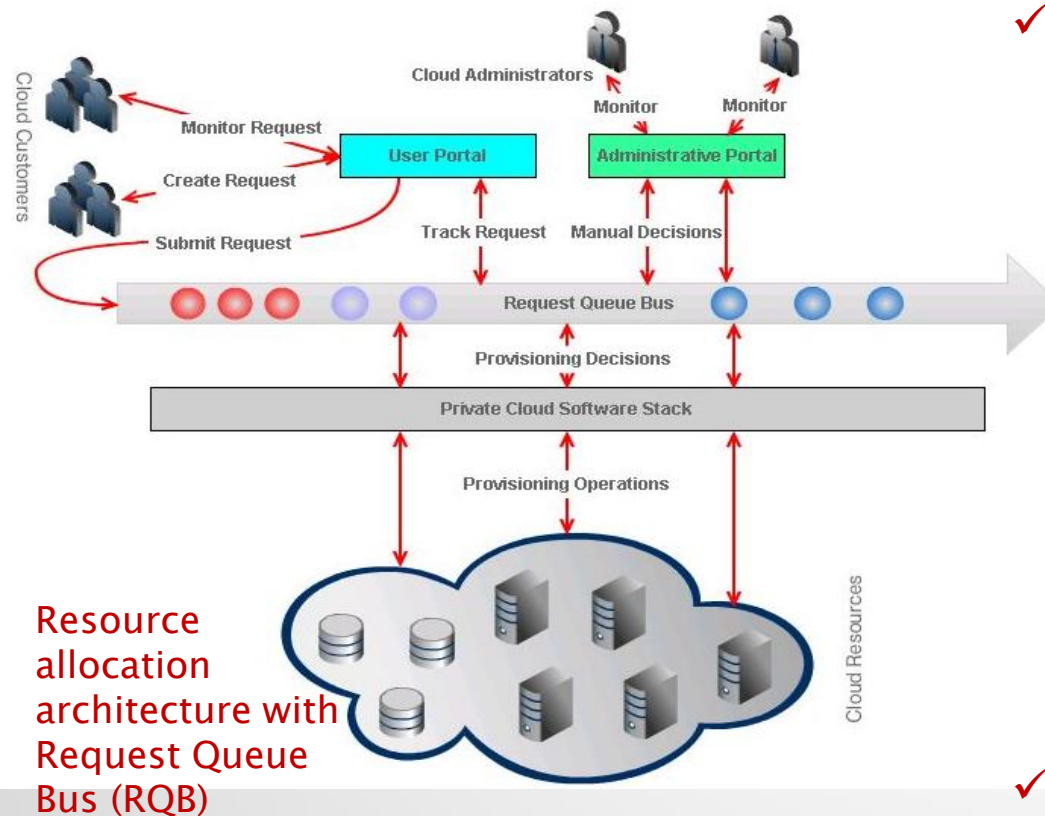 Cloud Customers
Cloud Administrators
Monitor
Monitor
Monitor Request
User Portal
Administrative Portal
Create Request
Submit Request
Track Request
Manual Decisions
Request Queue Bus
Provisioning Decisions
Private Cloud Software Stack
Provisioning Operations
Cloud Resources
Resource
allocation
architecture with
Request Queue
Bus (RQB)